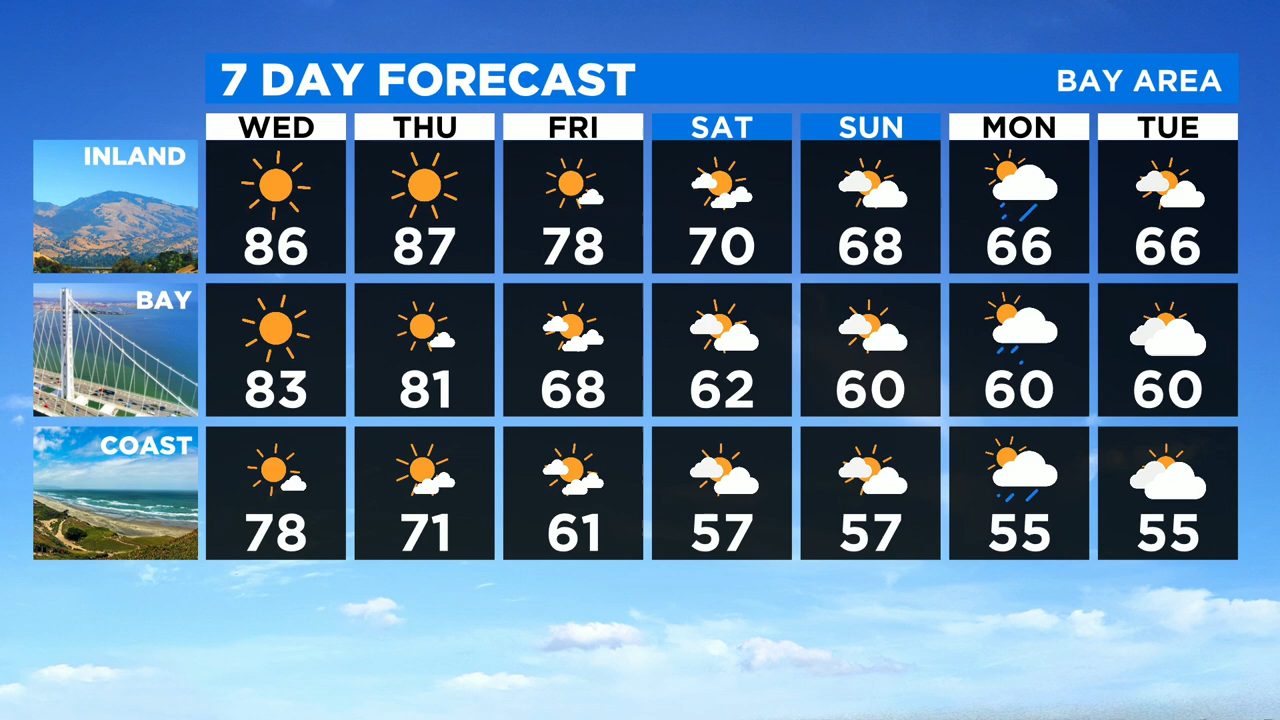 7 DAY FORECAST BAY AREA
WED THU FRI SAT SUN MON TUE
INLAND
86 87 78 70 68 66 66
BAY
83 81 68 62 60 60 60
COAST
78 71 61 57 57 55 55